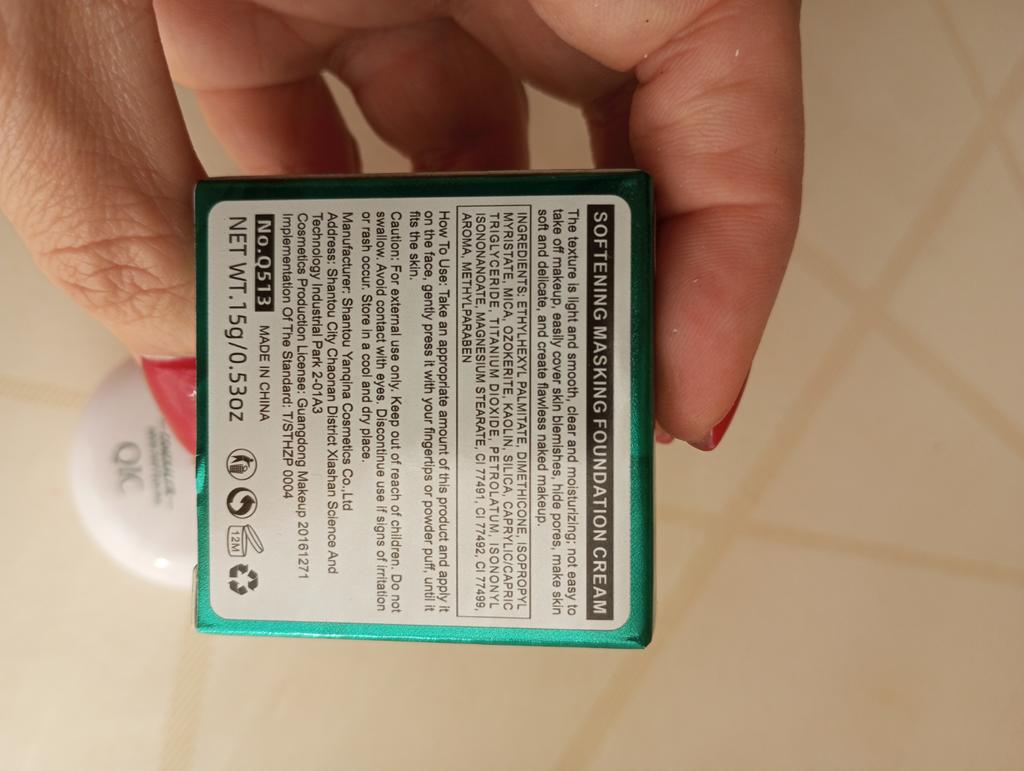 SOFTENING MASKING FOUNDATION CREAM
The texture is light and smooth, clear and moisturizing; not easy to
take off makeup, easily cover skin blemishes, hide pores, make skin
soft and delicate, and create flawless naked makeup.
INGREDIENTS: ETHYLHEXYL PALMITATE, DIMETHICONE, ISOPROPYL
MYRISTATE, MICA, OZOKERITE, KAOLIN, SILICA, CAPRYLIC/CAPRIC
TRIGLYCERIDE, TITANIUM DIOXIDE, PETROLATUM, ISONONYL
ISONONANOATE, MAGNESIUM STEARATE, CI 77491, CI 77492, CI 77499,
AROMA, METHYLPARABEN
How To Use: Take an appropriate amount of this product and apply it
on the face, gently press it with your fingertips or powder puff, until it
fits the skin.
Caution: For external use only. Keep out of reach of children. Do not
swallow. Avoid contact with eyes. Discontinue use if signs of irritation
or rash occur. Store in a cool and dry place.
Manufacturer: Shantou Yanqina Cosmetics Co.,Ltd
Address: Shantou City Chaonan District Xiashan Science And
Technology Industrial Park 2-01A3
Cosmetics Production License: Guangdong Makeup 20161271
Implementation Of The Standard: T/STHZP 0004
No.Q513 MADE IN CHINA
NET WT.15g/0.53oz
12M
QIC